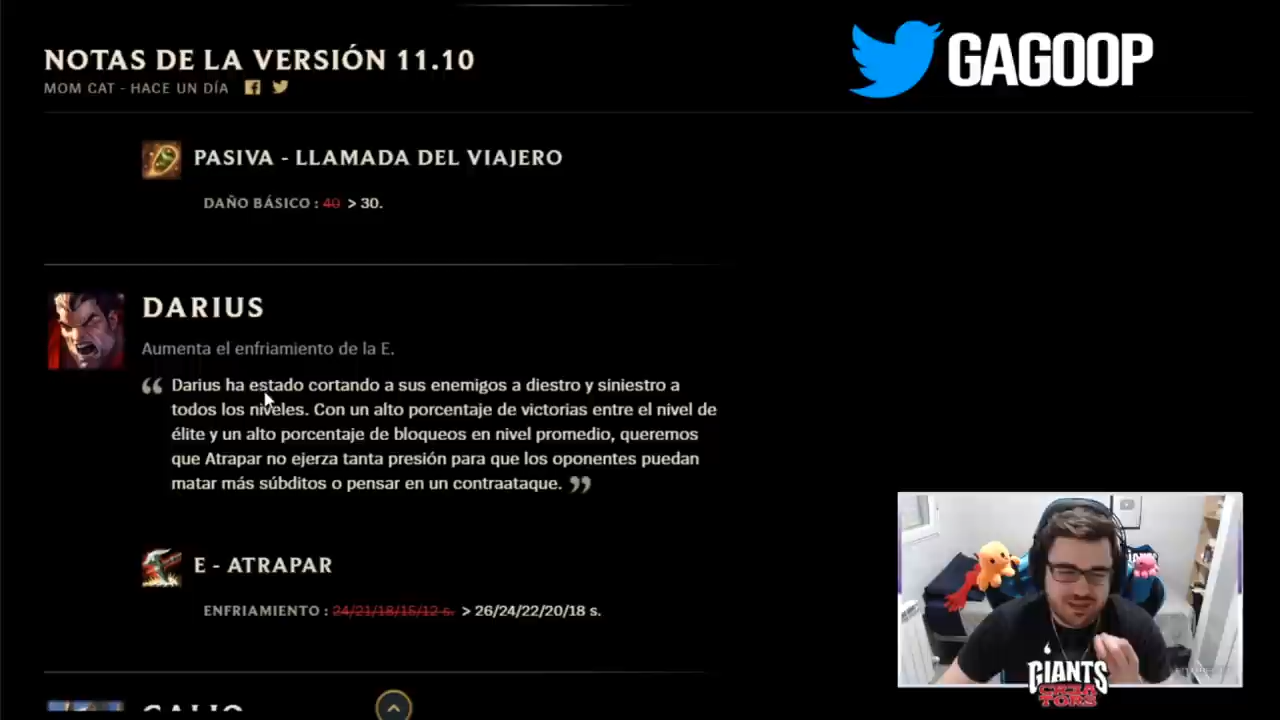 NOTAS DE LA VERSIÓN 11.10
MOM CAT - HACE UN DÍA
GAGOOP
PASIVA - LLAMADA DEL VIAJERO
DAÑO BÁSICO : 40 > 30.
DARIUS
Aumenta el enfriamiento de la E.
“ Darius ha estado cortando a sus enemigos a diestro y siniestro a
todos los niveles. Con un alto porcentaje de victorias entre el nivel de
élite y un alto porcentaje de bloqueos en nivel promedio, queremos
que Atrapar no ejerza tanta presión para que los oponentes puedan
matar más súbditos o pensar en un contraataque. ”
E - ATRAPAR
ENFRIAMIENTO : 24/21/18/15/12 s. > 26/24/22/20/18 s.
GALIO
GIANTS
CREA
TORS